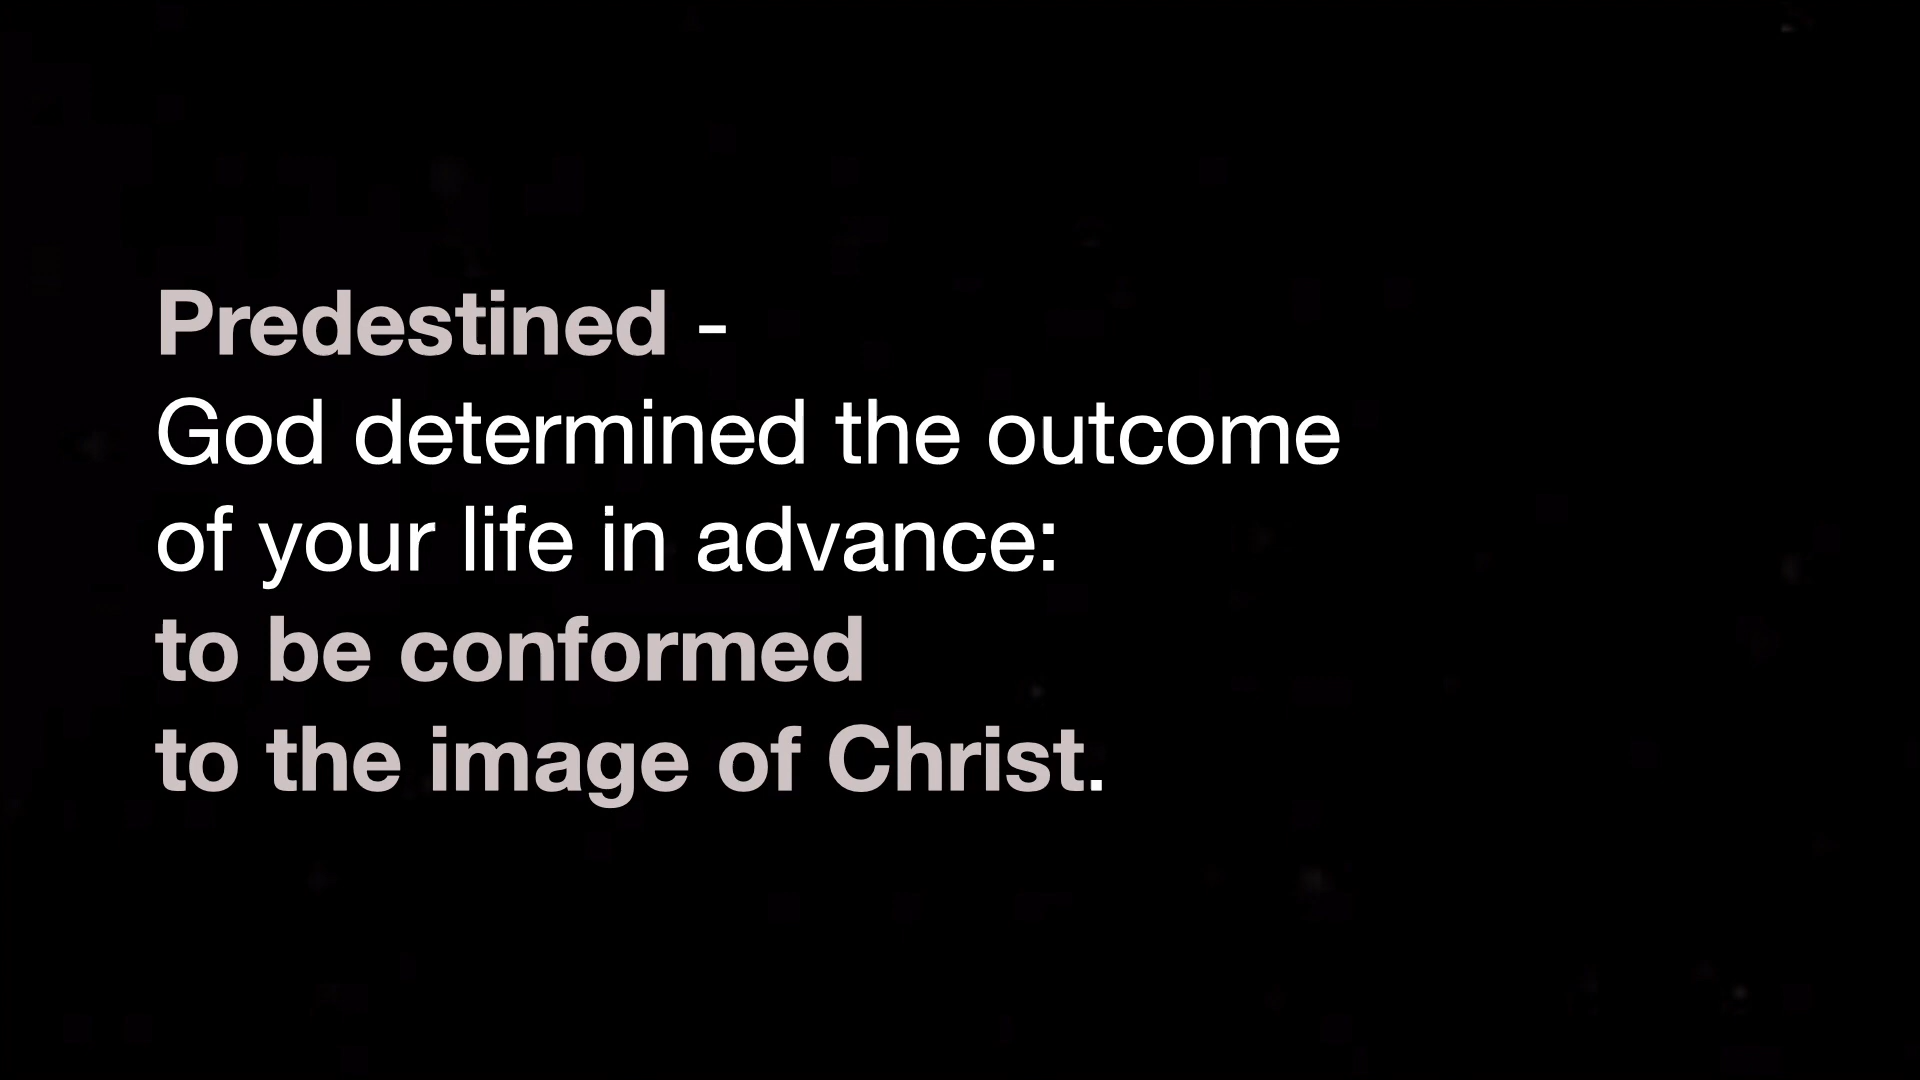 Predestined -
God determined the outcome
of your life in advance:
to be conformed
to the image of Christ.